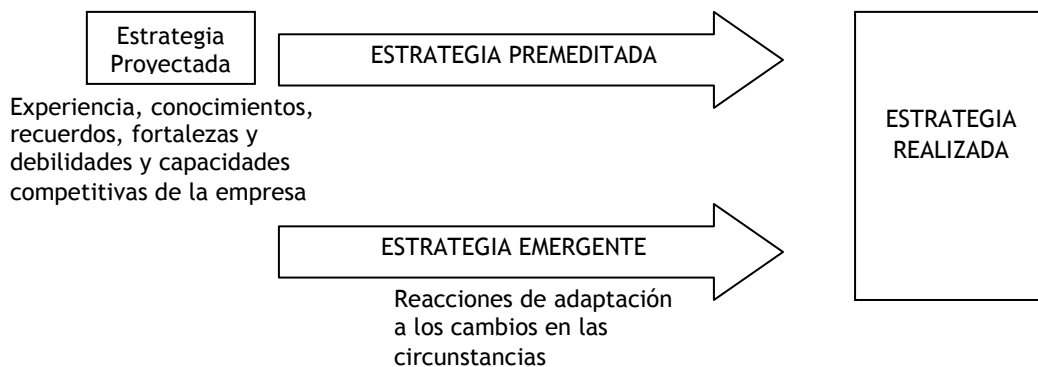 Estrategia
Proyectada
ESTRATEGIA PREMEDITADA
Experiencia, conocimientos,
recuerdos, fortalezas y
debilidades y capacidades
competitivas de la empresa
ESTRATEGIA
REALIZADA
ESTRATEGIA EMERGENTE
Reacciones de adaptación
a los cambios en las
circunstancias